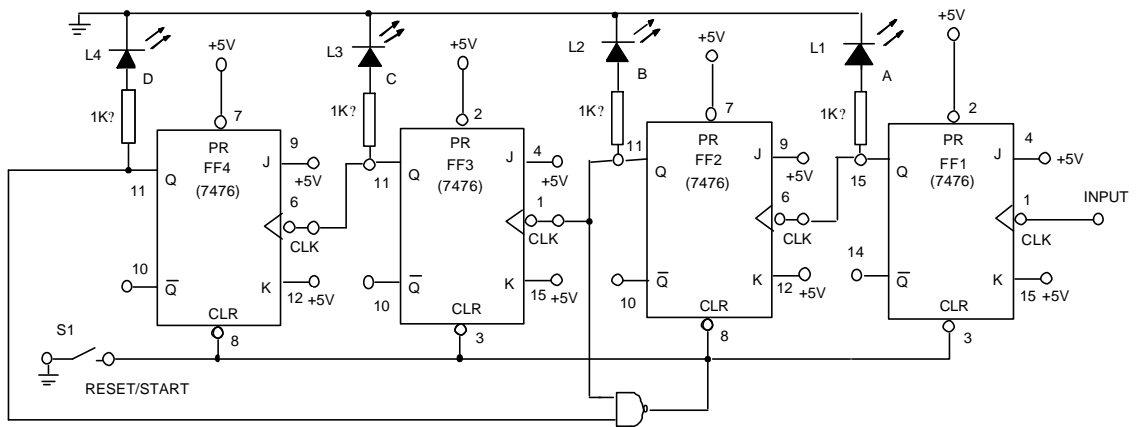 +5V
+5V
+5V
+5V
L4
L3
L2
L1
D
C
B
A
1K?
1K?
1K?
1K?
7
2
7
2
PR
FF4
(7476)
PR
FF3
(7476)
PR
FF2
(7476)
PR
FF1
(7476)
11
Q
J
9
+5V
11
Q
J
4
+5V
11
Q
J
9
+5V
15
Q
J
4
+5V
6
CLK
1
CLK
6
CLK
1
CLK
INPUT
10
Q
K
12
+5V
10
Q
K
15
+5V
10
Q
K
12
+5V
14
Q
K
15
+5V
CLR
8
CLR
3
CLR
8
CLR
3
S1
RESET/START